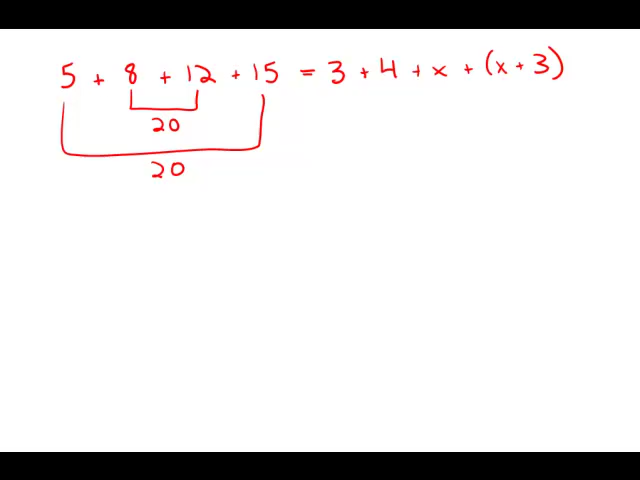 5 + 8 + 12 + 15 = 3 + 4 + x + (x + 3)
20
20